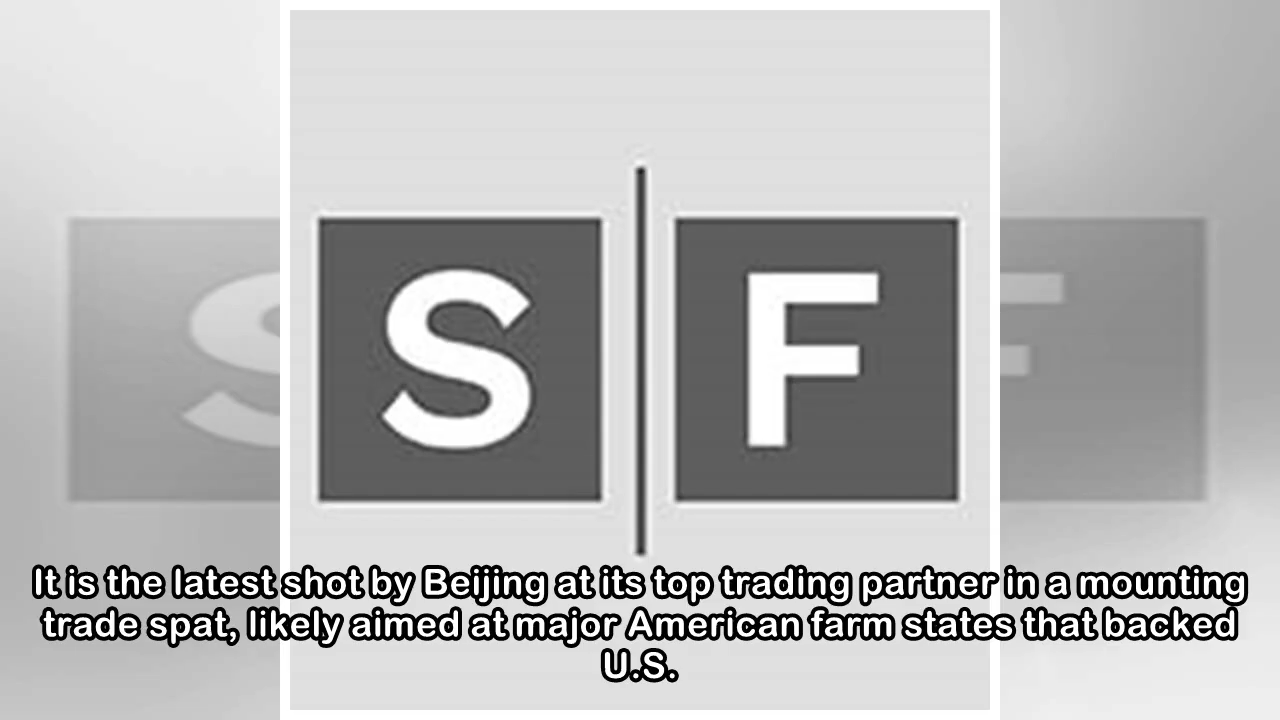 S F
It is the latest shot by Beijing at its top trading partner in a mounting
trade spat, likely aimed at major American farm states that backed
U.S.